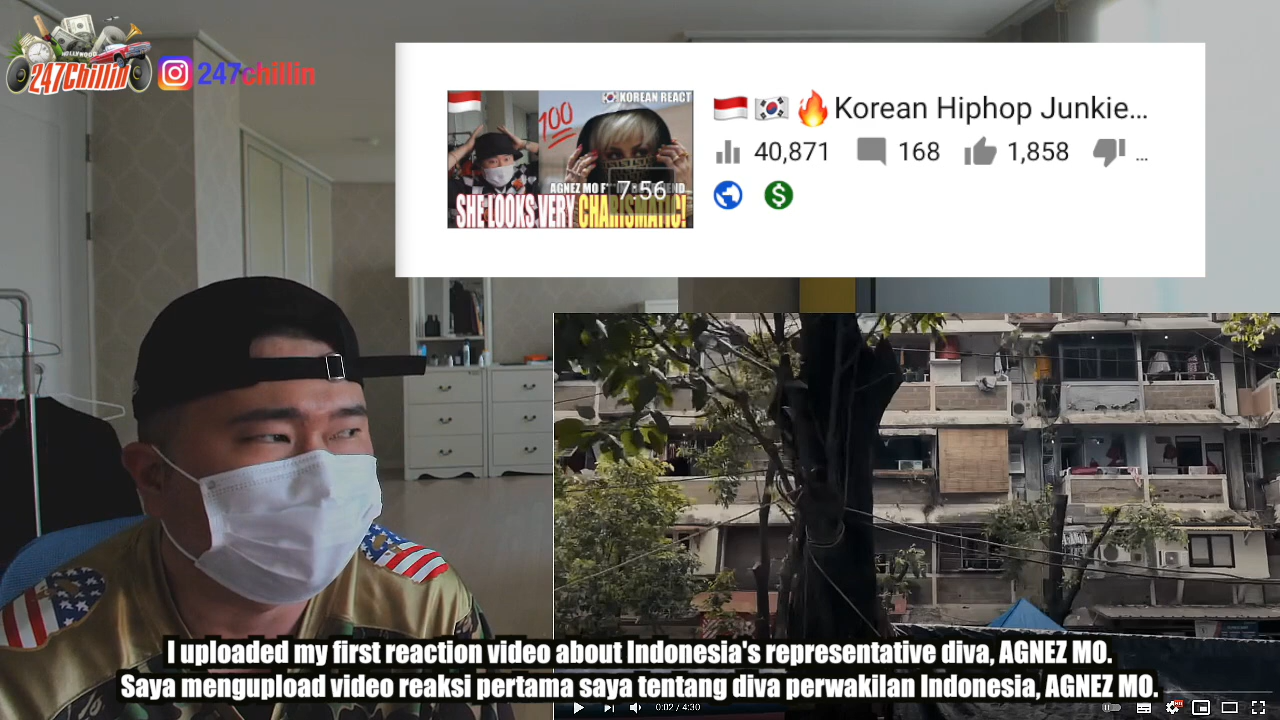 247Chillin
HOLLYWOOD
247chillin
KOREAN REACT
100
AGNEZ MO F
END
7:56
SHE LOOKS VERY CHARISMATIC!
Korean Hiphop Junkie…
40,871 168 1,858 ...
I uploaded my first reaction video about Indonesia's representative diva, AGNEZ MO.
Saya mengupload video reaksi pertama saya tentang diva perwakilan Indonesia, AGNEZ MO.
0:02 / 4:30